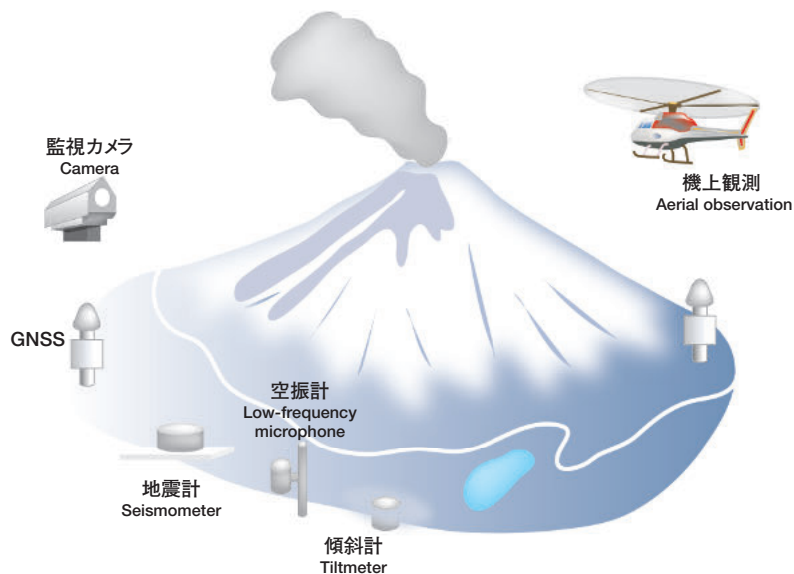 監視カメラ
Camera
機上観測
Aerial observation
GNSS
空振計
Low-frequency
microphone
地震計
Seismometer
傾斜計
Tiltmeter